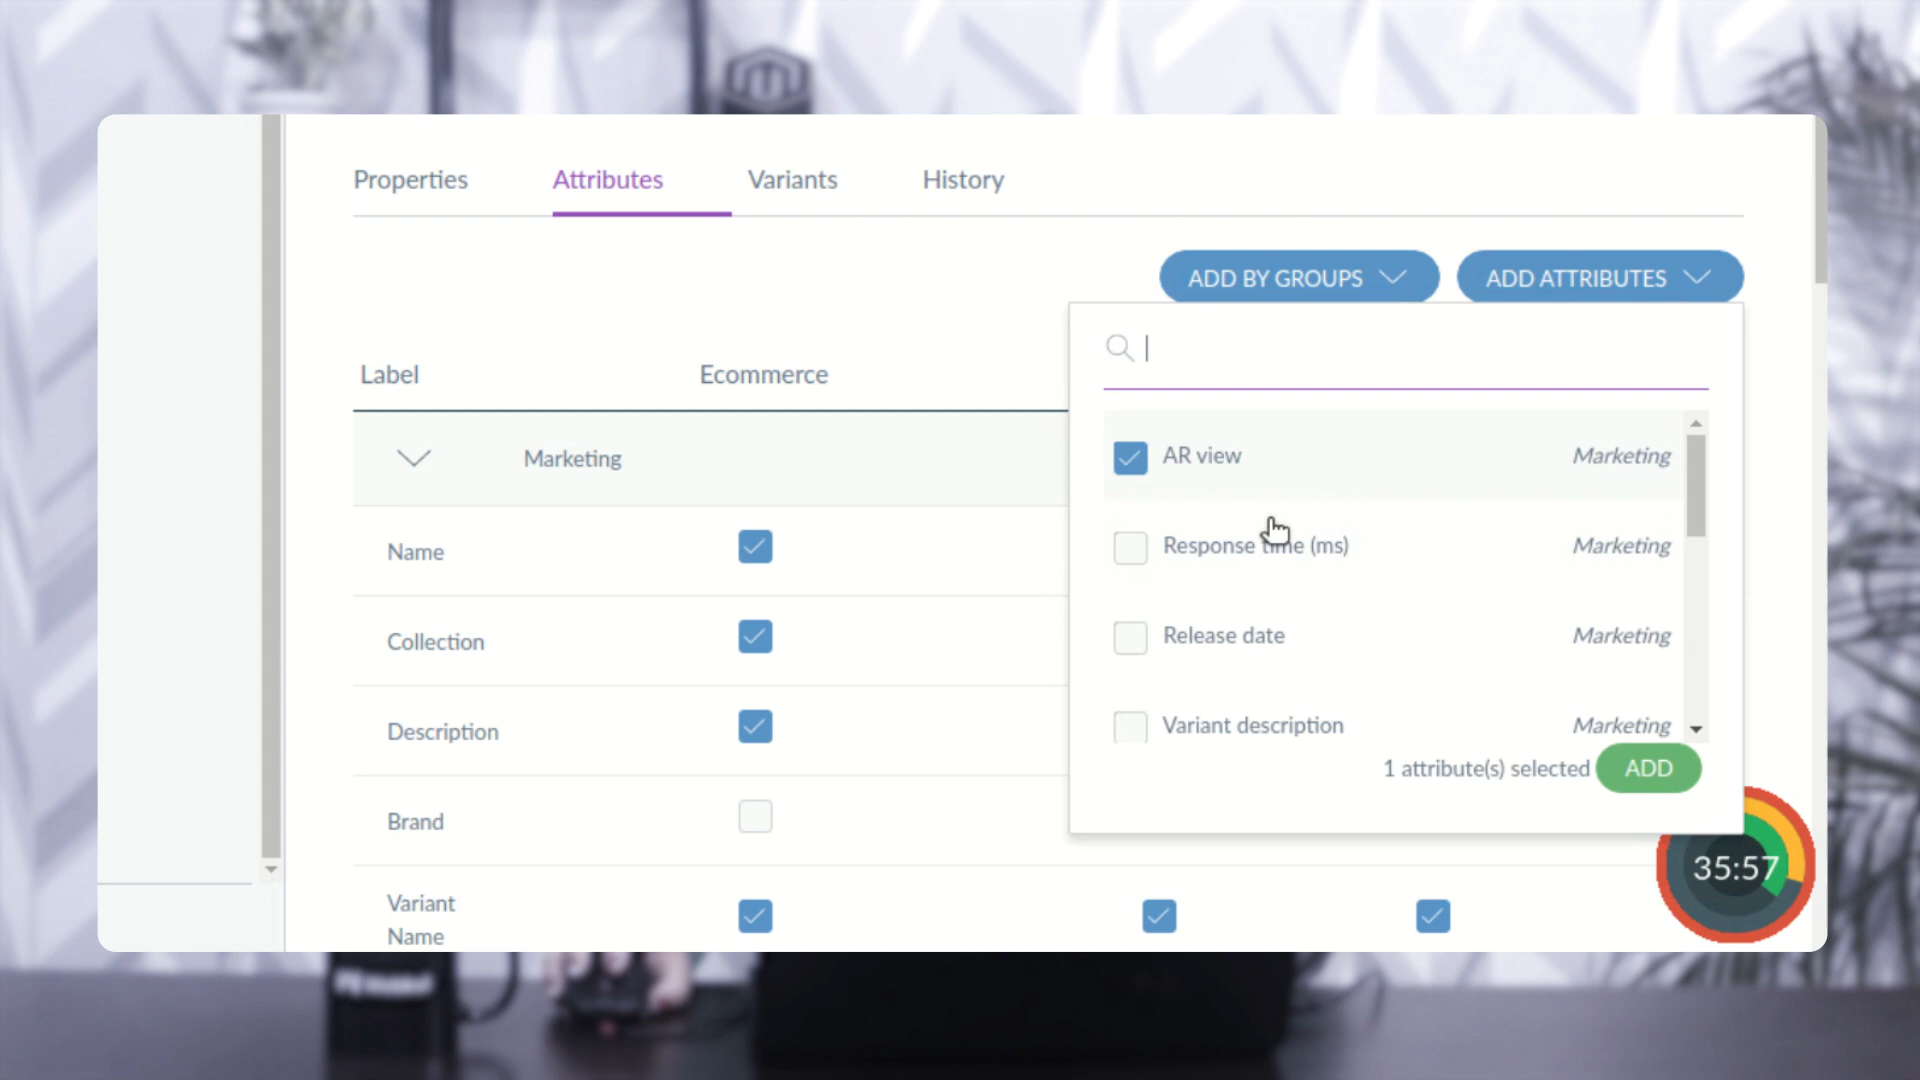 Properties
Attributes
Variants
History
ADD BY GROUPS
ADD ATTRIBUTES
Label
Ecommerce
Marketing
AR view
Marketing
Name
Response time (ms)
Marketing
Collection
Release date
Marketing
Description
Variant description
Marketing
1 attribute(s) selected
ADD
Brand
35:57
Variant
Name